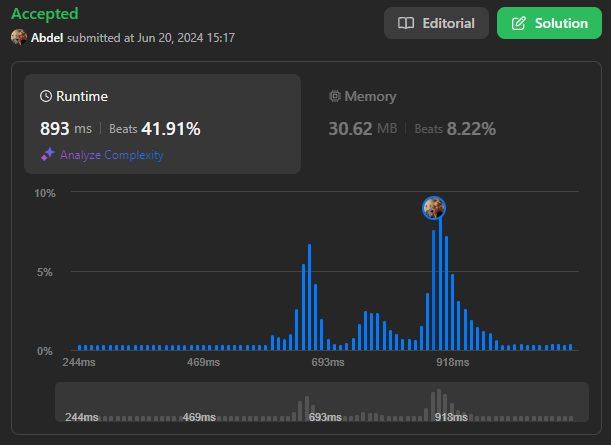 Accepted
Abdel submitted at Jun 20, 2024 15:17
Editorial
Solution
Runtime
893 ms | Beats 41.91%
Analyze Complexity
Memory
30.62 MB | Beats 8.22%
10%
5%
0%
244ms 469ms 693ms 918ms
244ms 469ms 693ms 918ms